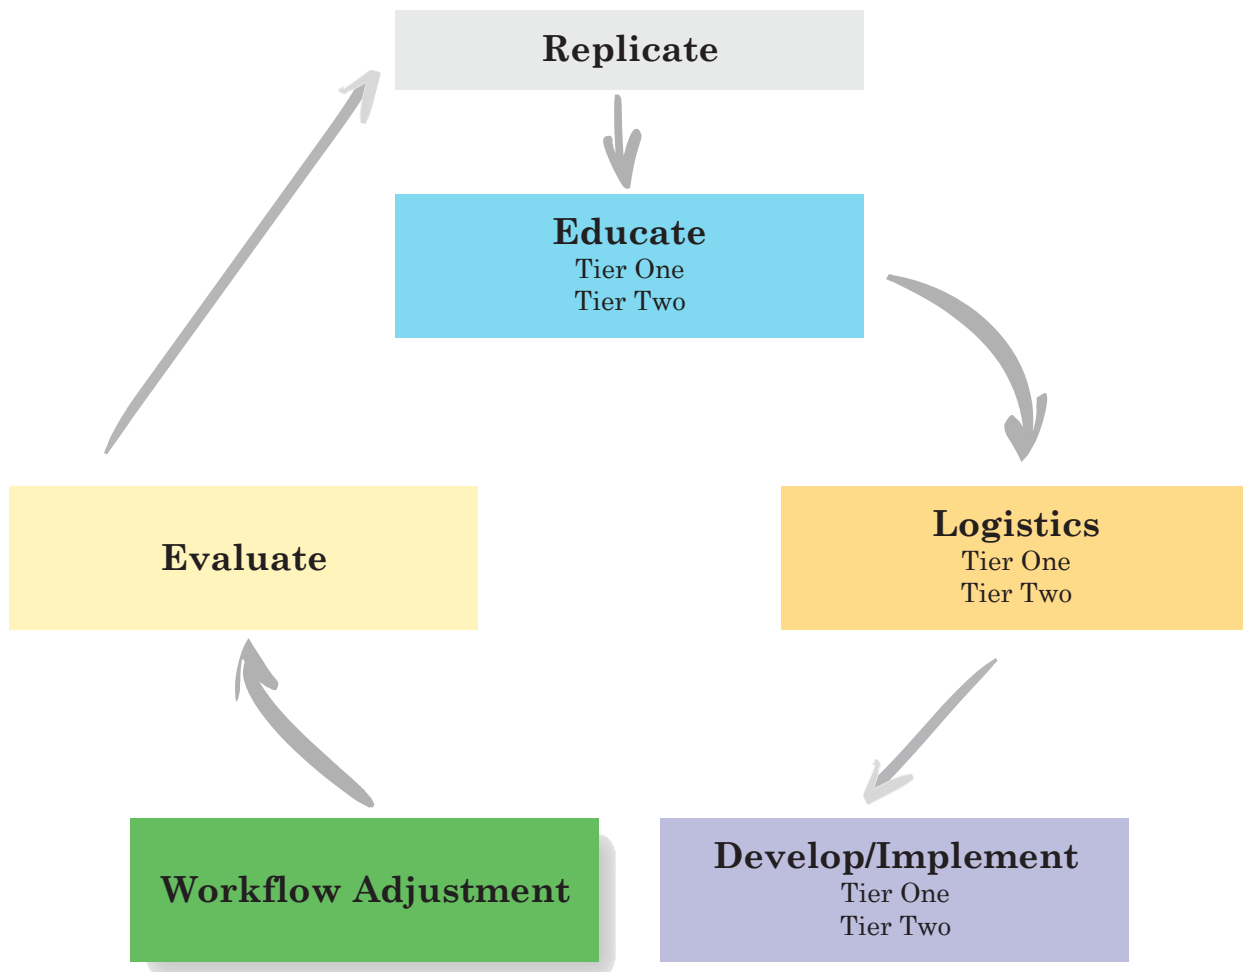 Replicate
Educate
Tier One
Tier Two
Evaluate
Logistics
Tier One
Tier Two
Workflow Adjustment
Develop/Implement
Tier One
Tier Two